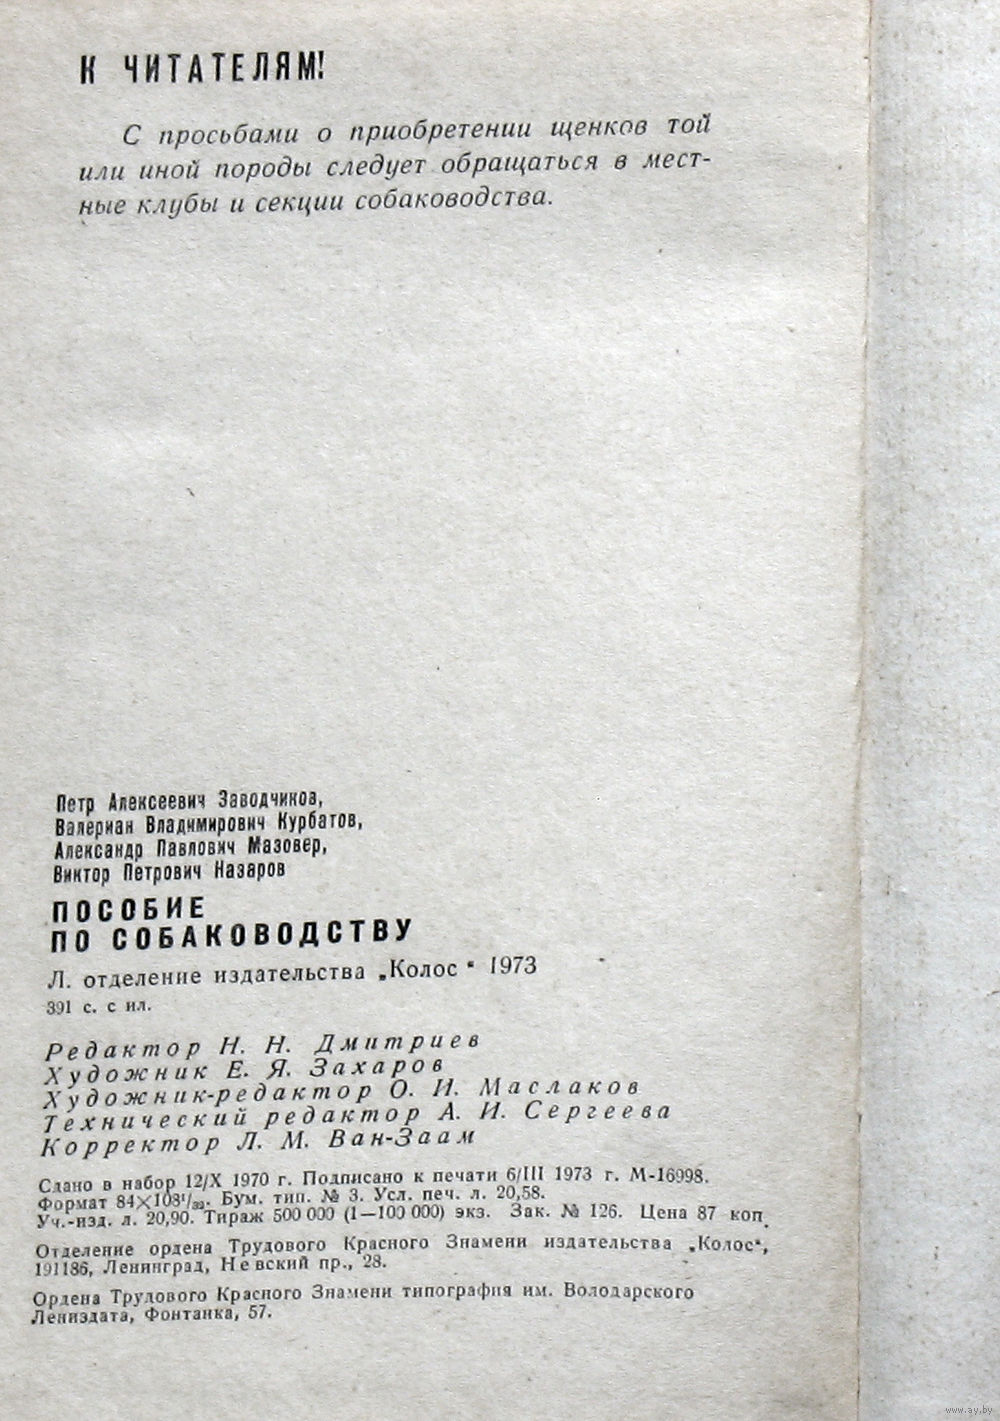 К ЧИТАТЕЛЯМ!
С просьбами о приобретении щенков той
или иной породы следует обращаться в мест-
ные клубы и секции собаководства.
Петр Алексеевич Заводчиков,
Валериан Владимирович Курбатов,
Александр Павлович Мазовер,
Виктор Петрович Назаров
ПОСОБИЕ
ПО СОБАКОВОДСТВУ
Л. отделение издательства „Колос" 1973
391 с. с ил.
Редактор Н. Н. Дмитриев
Художник Е. Я. Захаров
Художник-редактор О. И. Маслаков
Технический редактор А. И. Сергеева
Корректор Л. М. Ван-Заам
Сдано в набор 12/X 1970 г. Подписано к печати 6/III 1973 г. М-16998.
Формат 84×108¹/₃₂. Бум. тип. № 3. Усл. печ. л. 20,58.
Уч.-изд. л. 20,90. Тираж 500 000 (1—100 000) экз. Зак. № 126. Цена 87 коп.
Отделение ордена Трудового Красного Знамени издательства „Колос",
191186, Ленинград, Невский пр., 28.
Ордена Трудового Красного Знамени типография им. Володарского
Лениздата, Фонтанка, 57.
www.ay.by